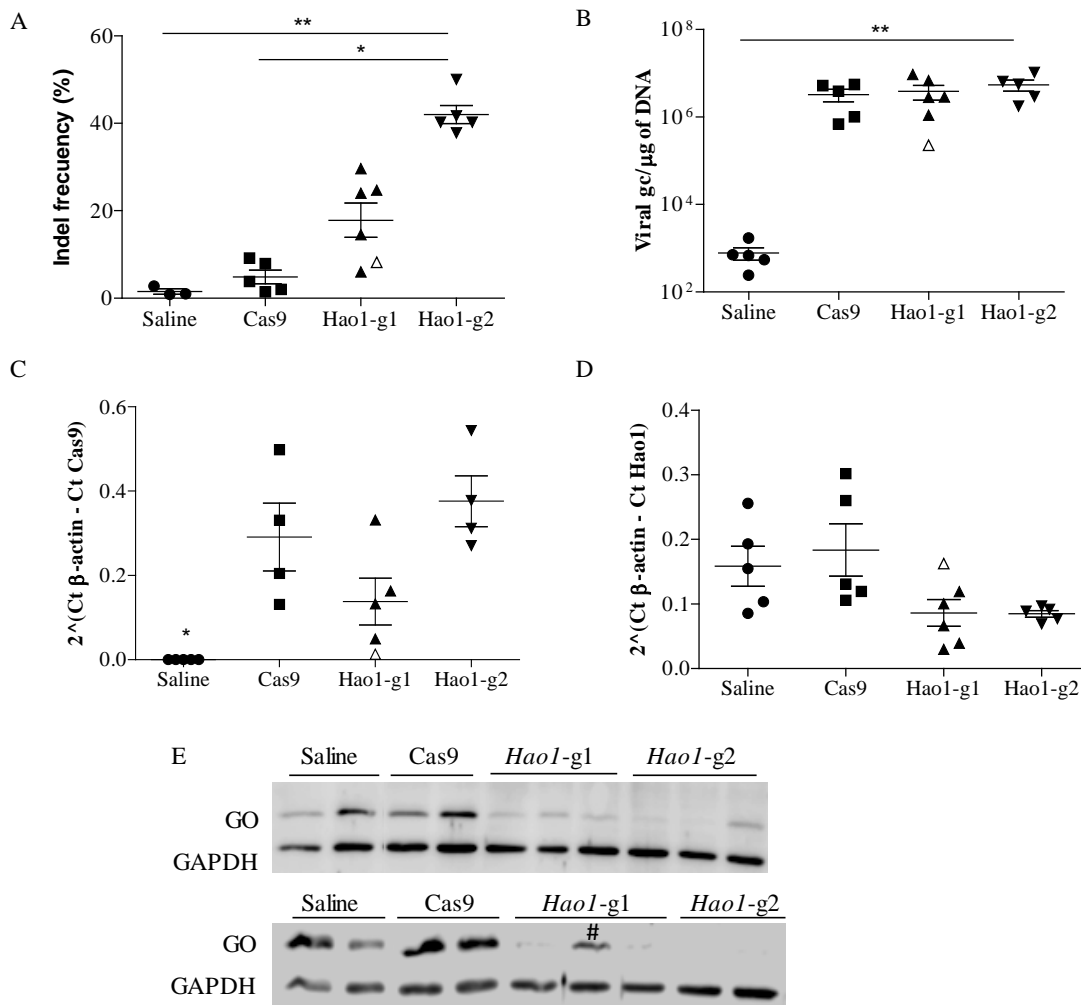 A
Indel frecuency (%)
60
40
20
0
**
*
Saline Cas9 Hao1-g1 Hao1-g2
B
Viral gc/μg of DNA
10^8
10^6
10^4
10^2
**
Saline Cas9 Hao1-g1 Hao1-g2
C
2^(Ct β-actin - Ct Cas9)
0.6
0.4
0.2
0.0
*
Saline Cas9 Hao1-g1 Hao1-g2
D
2^(Ct β-actin - Ct Hao1)
0.4
0.3
0.2
0.1
0.0
Saline Cas9 Hao1-g1 Hao1-g2
E
Saline Cas9 Hao1-g1 Hao1-g2
GO
GAPDH
Saline Cas9 Hao1-g1 Hao1-g2
#
GO
GAPDH